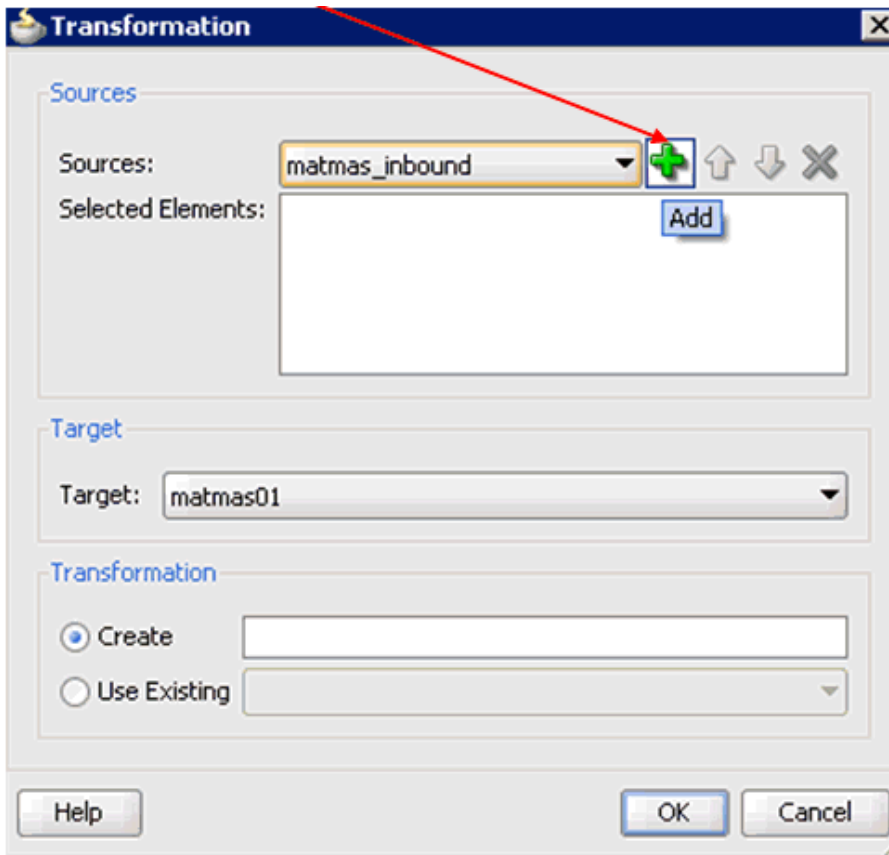 Transformation
Sources
Sources: matmas_inbound
Selected Elements:
Add
Target
Target: matmas01
Transformation
Create
Use Existing
Help OK Cancel